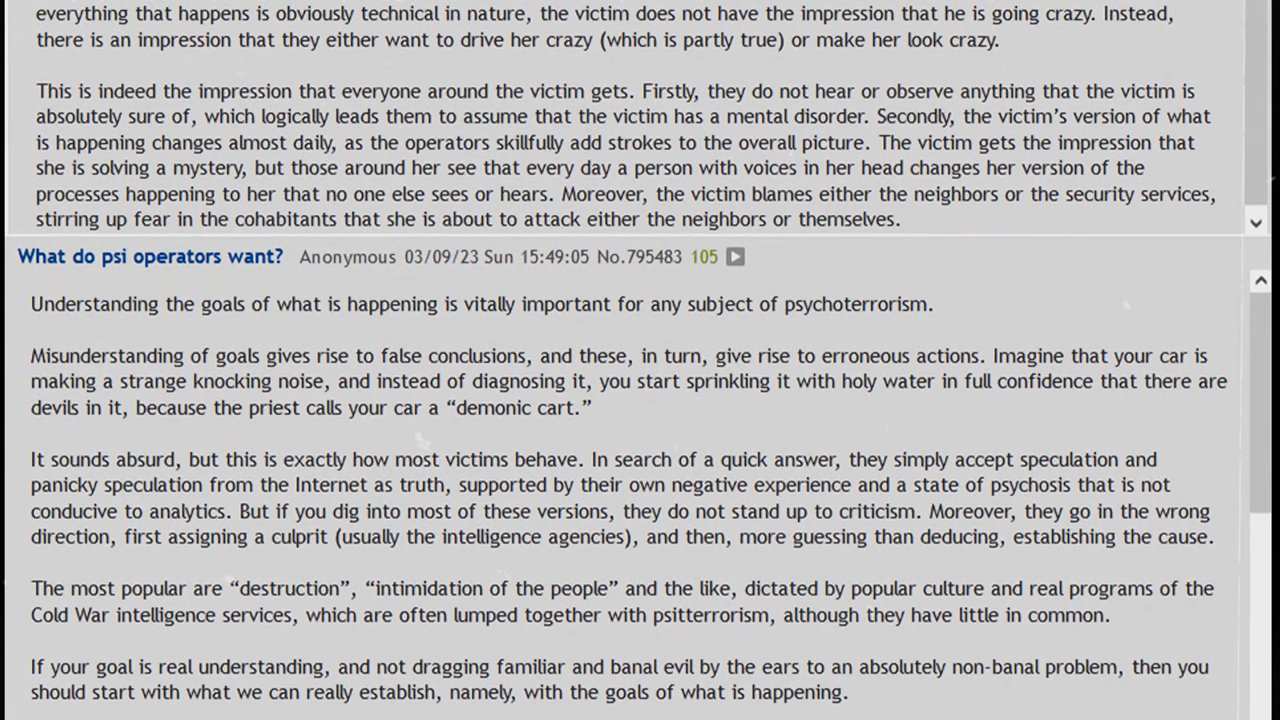 everything that happens is obviously technical in nature, the victim does not have the impression that he is going crazy. Instead,
there is an impression that they either want to drive her crazy (which is partly true) or make her look crazy.
This is indeed the impression that everyone around the victim gets. Firstly, they do not hear or observe anything that the victim is
absolutely sure of, which logically leads them to assume that the victim has a mental disorder. Secondly, the victim’s version of what
is happening changes almost daily, as the operators skillfully add strokes to the overall picture. The victim gets the impression that
she is solving a mystery, but those around her see that every day a person with voices in her head changes her version of the
processes happening to her that no one else sees or hears. Moreover, the victim blames either the neighbors or the security services,
stirring up fear in the cohabitants that she is about to attack either the neighbors or themselves.
What do psi operators want? Anonymous 03/09/23 Sun 15:49:05 No.795483 105
Understanding the goals of what is happening is vitally important for any subject of psychoterrorism.
Misunderstanding of goals gives rise to false conclusions, and these, in turn, give rise to erroneous actions. Imagine that your car is
making a strange knocking noise, and instead of diagnosing it, you start sprinkling it with holy water in full confidence that there are
devils in it, because the priest calls your car a “demonic cart.”
It sounds absurd, but this is exactly how most victims behave. In search of a quick answer, they simply accept speculation and
panicky speculation from the Internet as truth, supported by their own negative experience and a state of psychosis that is not
conducive to analytics. But if you dig into most of these versions, they do not stand up to criticism. Moreover, they go in the wrong
direction, first assigning a culprit (usually the intelligence agencies), and then, more guessing than deducing, establishing the cause.
The most popular are “destruction”, “intimidation of the people” and the like, dictated by popular culture and real programs of the
Cold War intelligence services, which are often lumped together with psitterrorism, although they have little in common.
If your goal is real understanding, and not dragging familiar and banal evil by the ears to an absolutely non-banal problem, then you
should start with what we can really establish, namely, with the goals of what is happening.